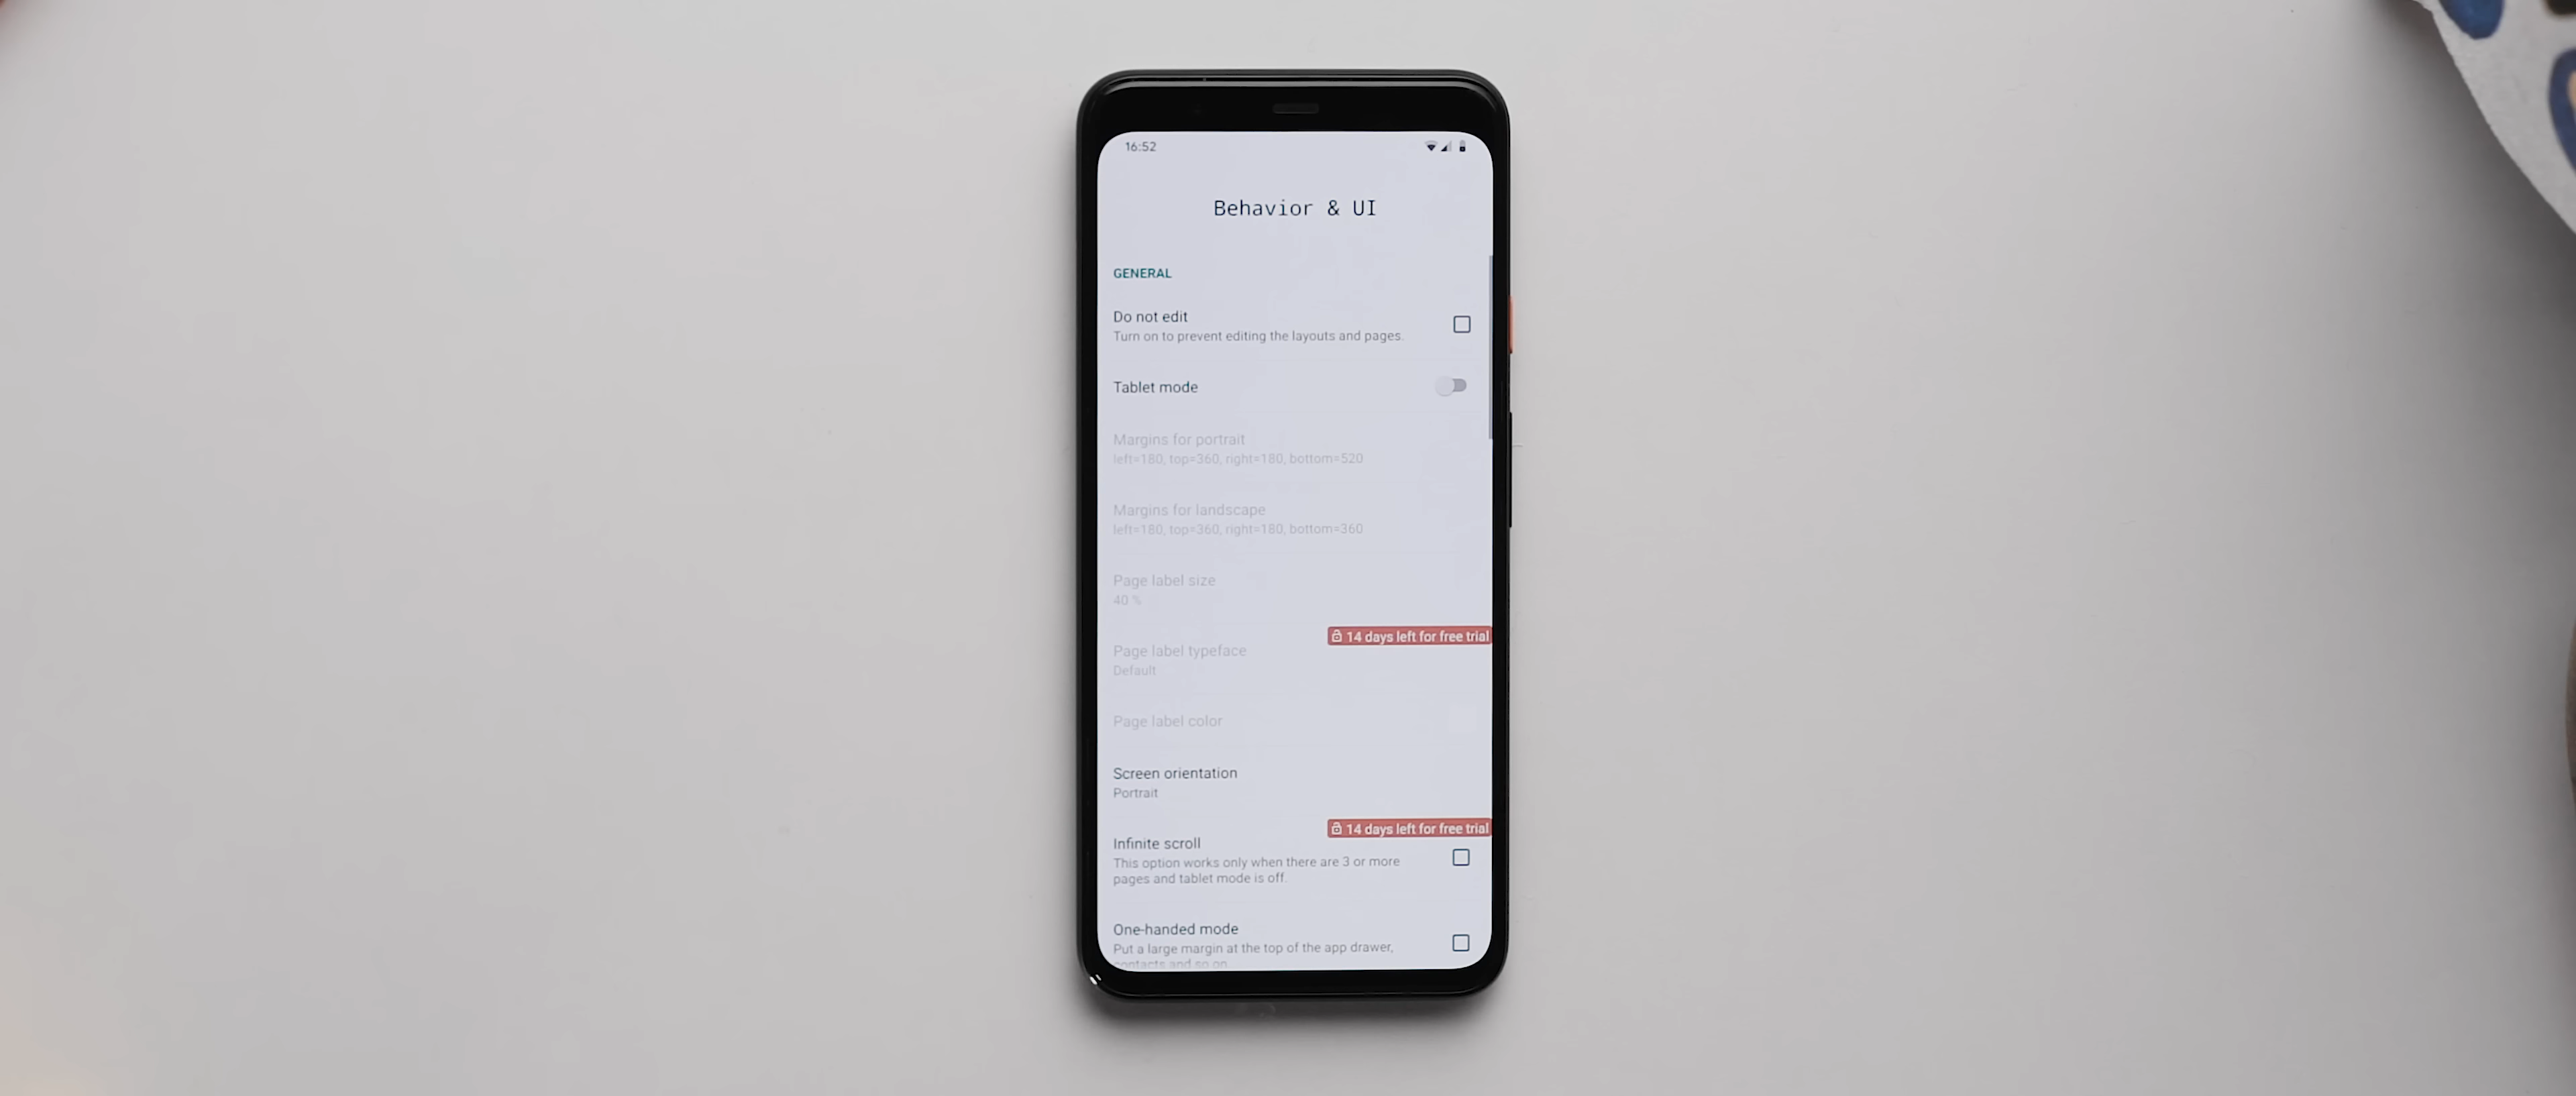 16:52
Behavior & UI
GENERAL
Do not edit
Turn on to prevent editing the layouts and pages.
Tablet mode
Margins for portrait
left=180, top=360, right=180, bottom=520
Margins for landscape
left=180, top=360, right=180, bottom=360
Page label size
40 %
14 days left for free trial
Page label typeface
Default
Page label color
Screen orientation
Portrait
14 days left for free trial
Infinite scroll
This option works only when there are 3 or more
pages and tablet mode is off.
One-handed mode
Put a large margin at the top of the app drawer,
contacts and so on.